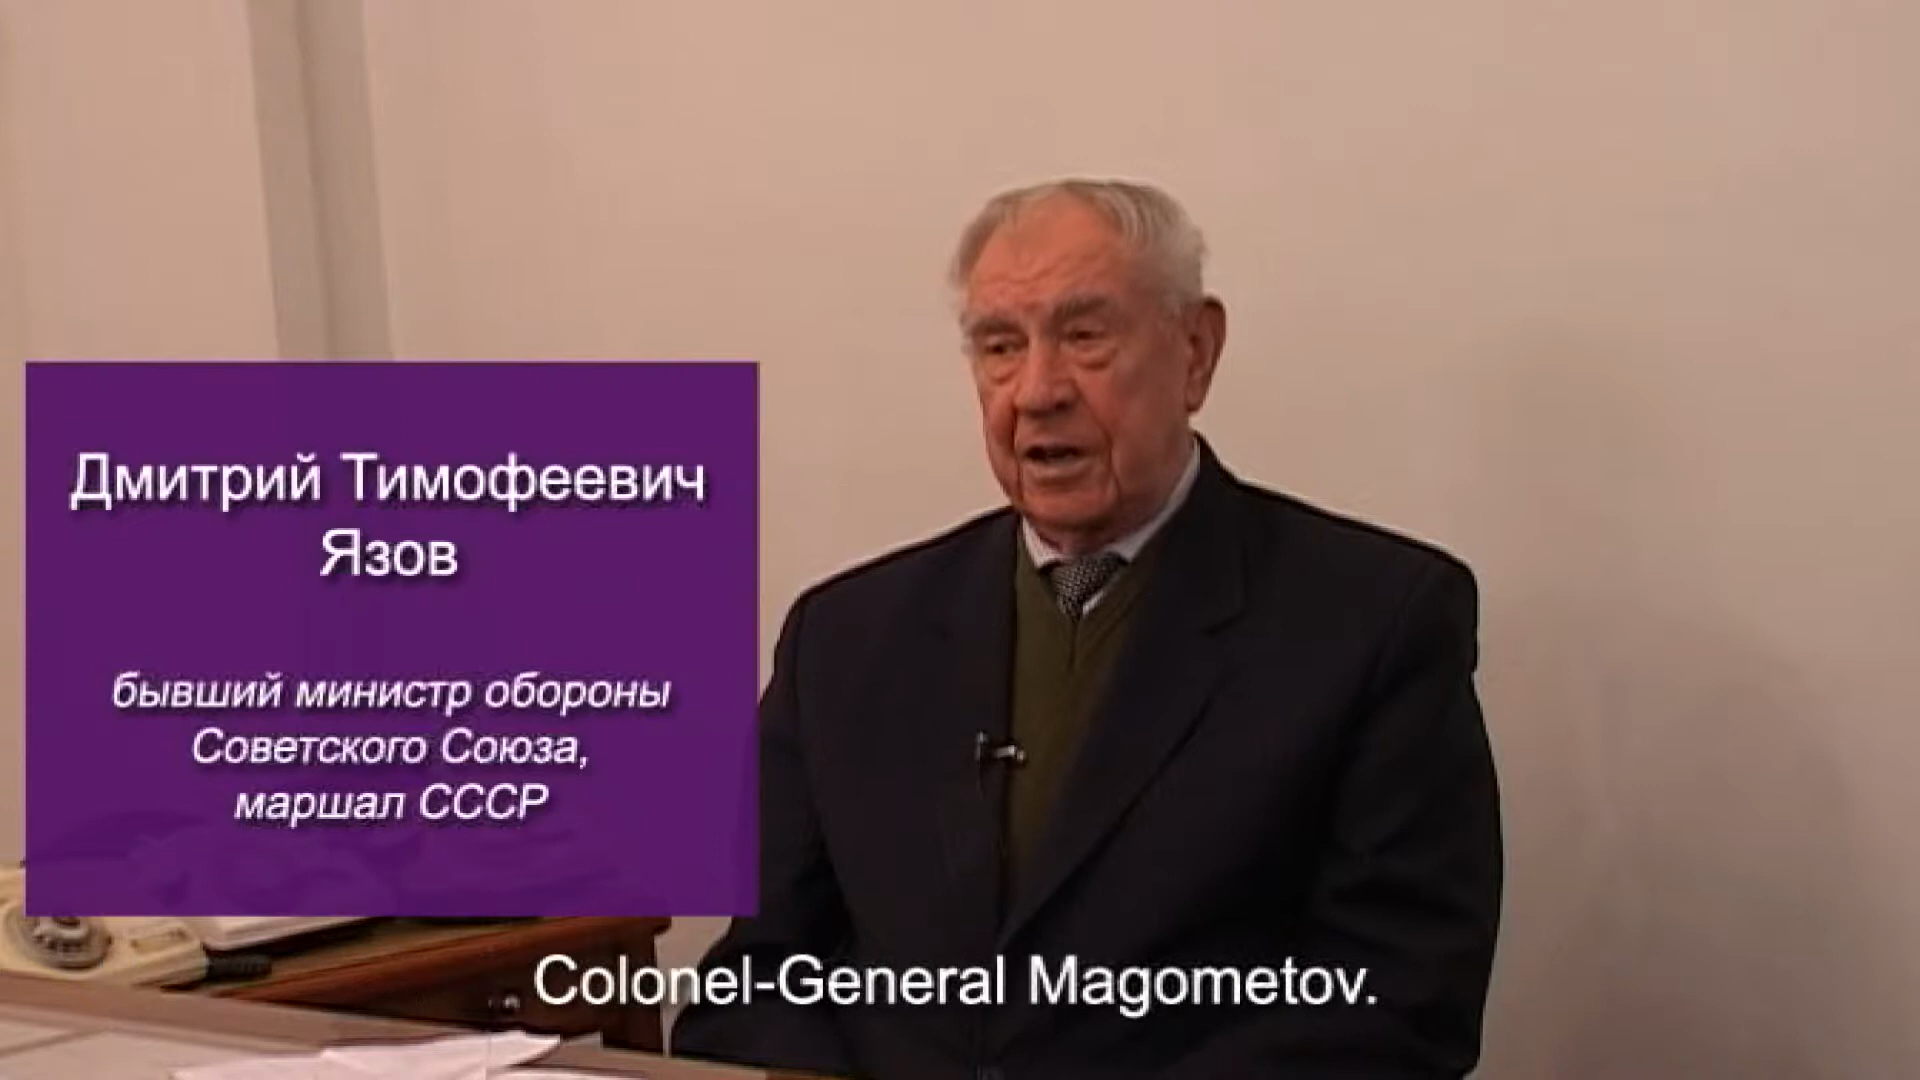 Дмитрий Тимофеевич
Язов
бывший министр обороны
Советского Союза,
маршал СССР
Colonel-General Magometov.